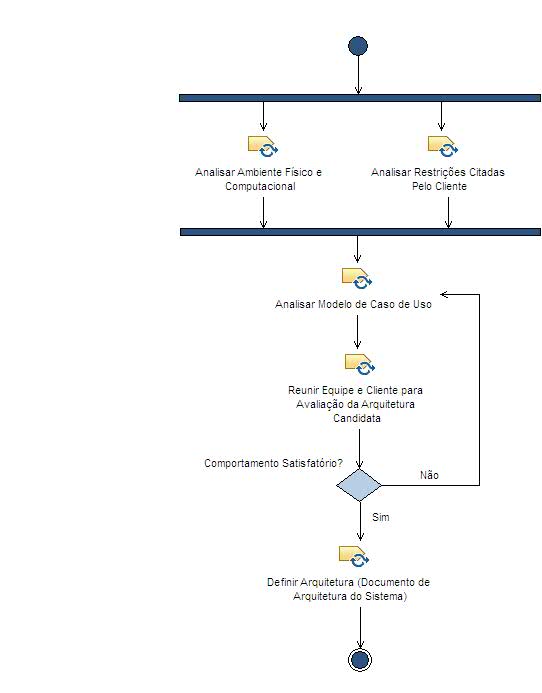 Analisar Ambiente Físico e
Computacional
Analisar Restrições Citadas
Pelo Cliente
Analisar Modelo de Caso de Uso
Reunir Equipe e Cliente para
Avaliação da Arquitetura
Candidata
Comportamento Satisfatório?
Não
Sim
Definir Arquitetura (Documento de
Arquitetura do Sistema)